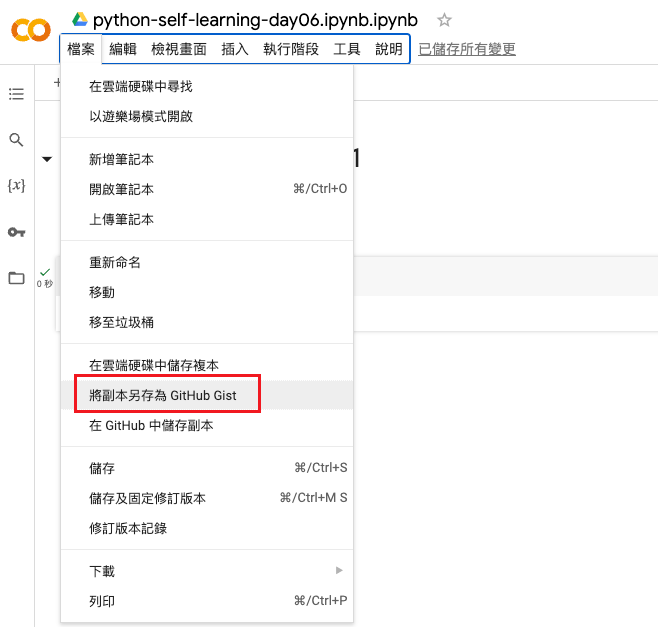 python-self-learning-day06.ipynb.ipynb
檔案 編輯 檢視畫面 插入 執行階段 工具 說明 已儲存所有變更
在雲端硬碟中尋找
以遊樂場模式開啟
1
新增筆記本
{x}
開啟筆記本 ⌘/Ctrl+O
上傳筆記本
重新命名
0 秒
移動
移至垃圾桶
在雲端硬碟中儲存複本
將副本另存為 GitHub Gist
在 GitHub 中儲存副本
儲存 ⌘/Ctrl+S
儲存及固定修訂版本 ⌘/Ctrl+M S
修訂版本記錄
下載
列印 ⌘/Ctrl+P